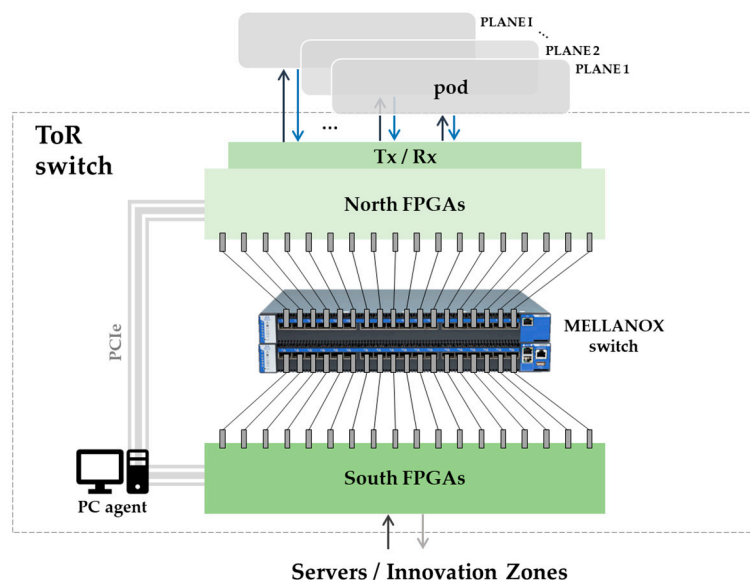 PLANE I
...
PLANE 2
PLANE 1
pod
ToR
switch
...
Tx / Rx
North FPGAs
MELLANOX
switch
PCIe
South FPGAs
PC agent
Servers / Innovation Zones